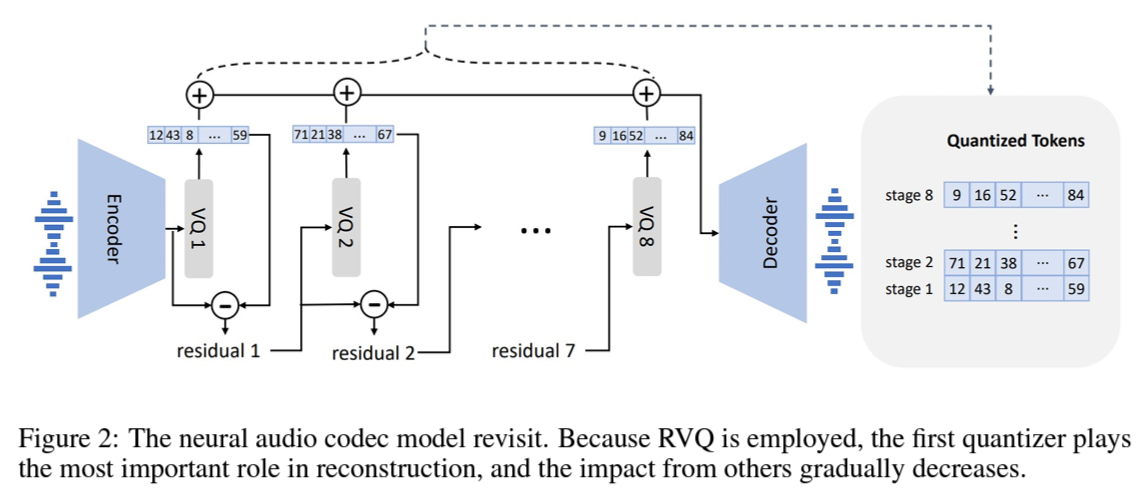 12 43 8 ... 59
71 21 38 ... 67
9 16 52 ... 84
Encoder
VQ 1
VQ 2
...
VQ 8
Decoder
residual 1
residual 2
residual 7
Quantized Tokens
stage 8 9 16 52 ... 84
⋮
stage 2 71 21 38 ... 67
stage 1 12 43 8 ... 59
Figure 2: The neural audio codec model revisit. Because RVQ is employed, the first quantizer plays
the most important role in reconstruction, and the impact from others gradually decreases.